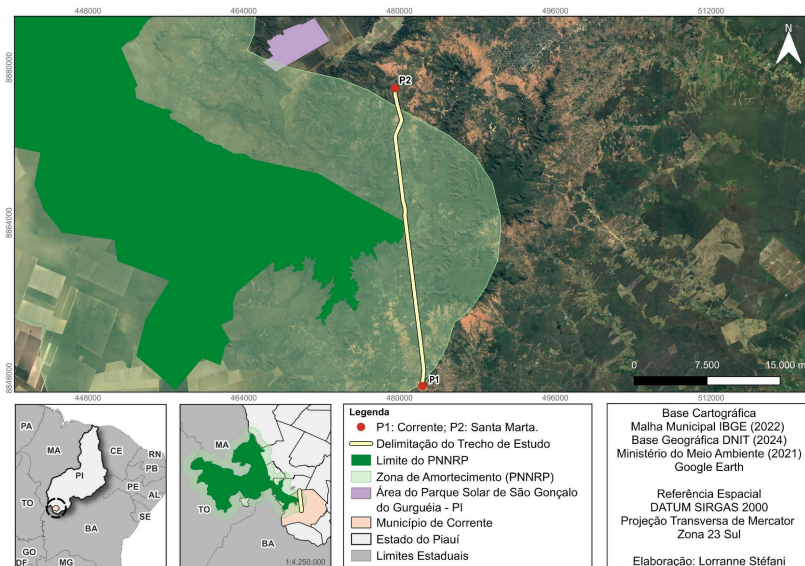 448000 464000 480000 496000 512000
8880000
8864000
8848000
N
P2
P1
0 7.500 15.000 m
448000 464000 480000 496000 512000
PA
MA
CE
RN
PB
PI
PE
AL
TO
SE
BA
GO
DF
MG
MA
TO
BA
1:4.250.000
Legenda
P1: Corrente; P2: Santa Marta.
Delimitação do Trecho de Estudo
Limite do PNNRP
Zona de Amortecimento (PNNRP)
Área do Parque Solar de São Gonçalo
do Gurguéia - PI
Município de Corrente
Estado do Piauí
Limites Estaduais
Base Cartográfica
Malha Municipal IBGE (2022)
Base Geográfica DNIT (2024)
Ministério do Meio Ambiente (2021)
Google Earth
Referência Espacial
DATUM SIRGAS 2000
Projeção Transversa de Mercator
Zona 23 Sul
Elaboração: Lorranne Stéfani